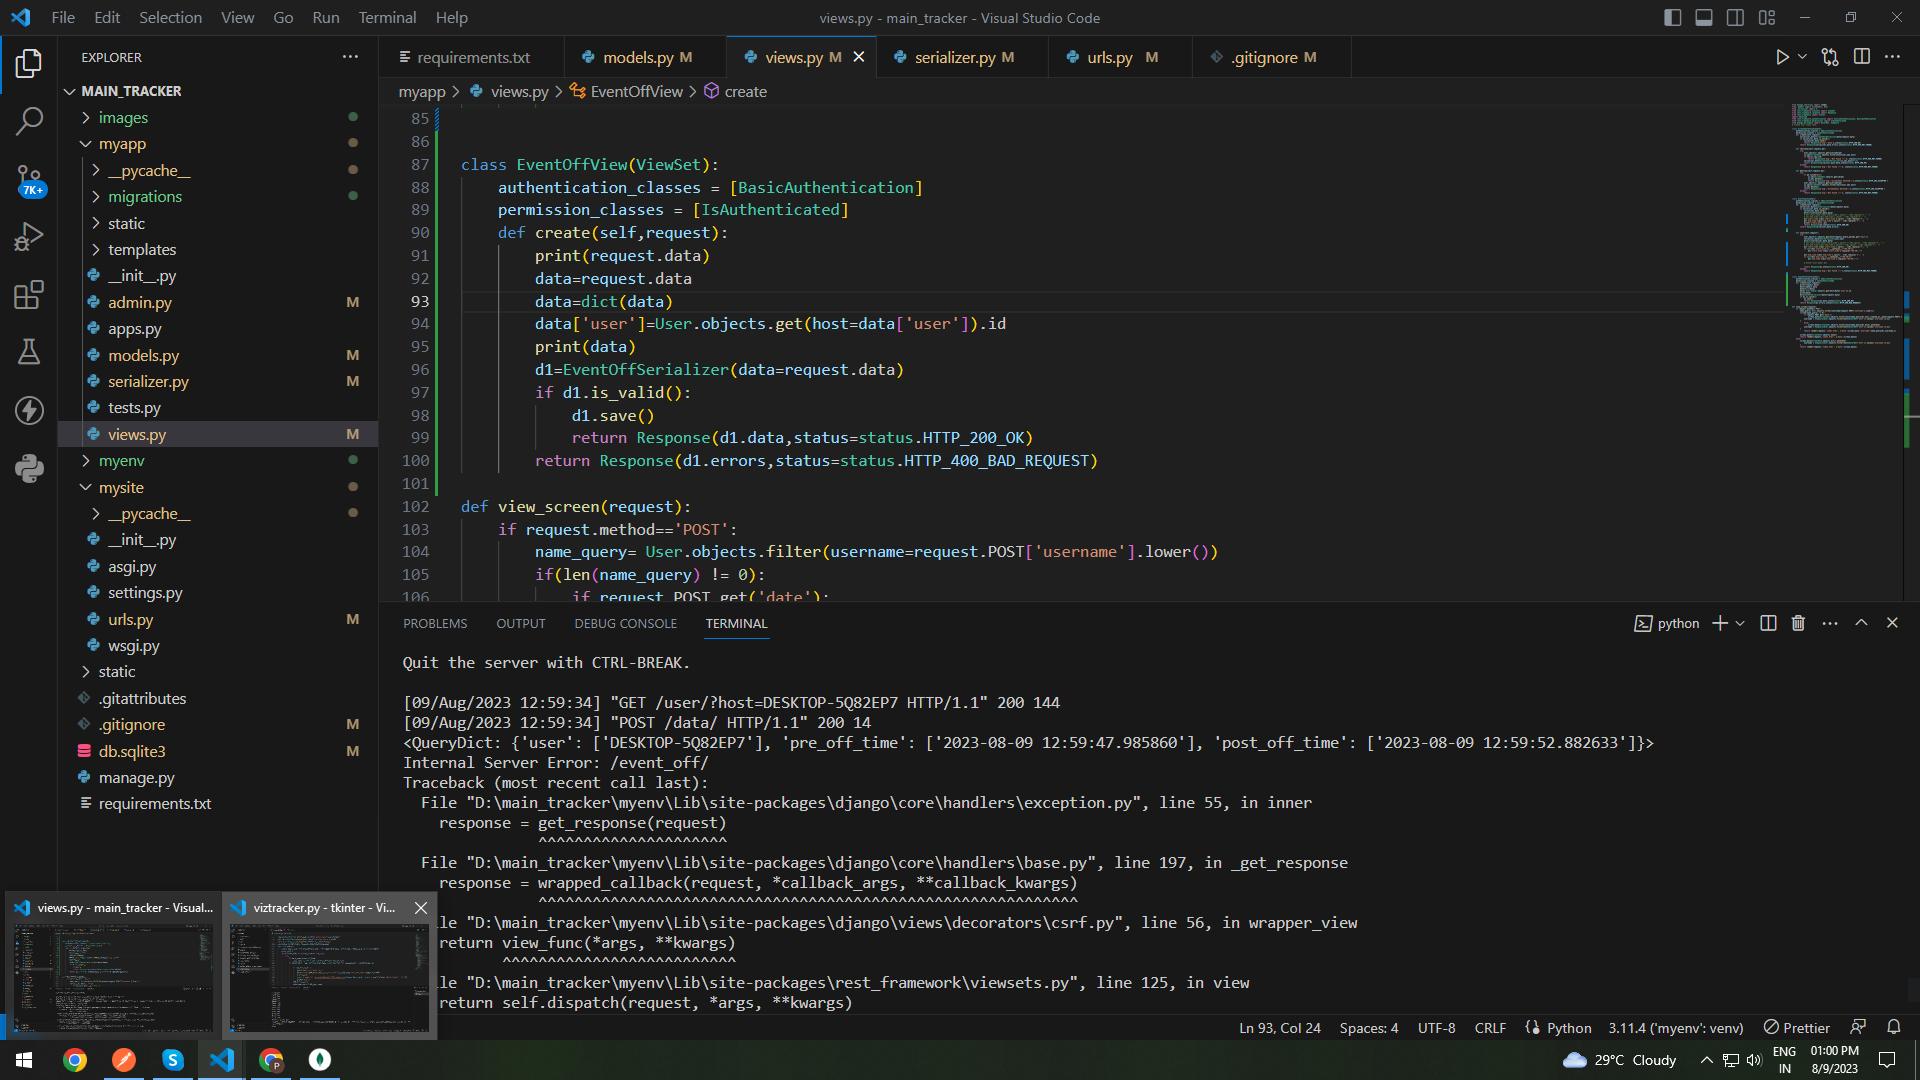 File Edit Selection View Go Run Terminal Help
views.py - main_tracker - Visual Studio Code
EXPLORER
MAIN_TRACKER
images
myapp
__pycache__
migrations
static
templates
__init__.py
admin.py M
apps.py
models.py M
serializer.py M
tests.py
views.py M
myenv
mysite
__pycache__
__init__.py
asgi.py
settings.py
urls.py M
wsgi.py
static
.gitattributes
.gitignore M
db.sqlite3 M
manage.py
requirements.txt
7K+
requirements.txt models.py M views.py M serializer.py M urls.py M .gitignore M
myapp > views.py > EventOffView > create
85
86
87 class EventOffView(ViewSet):
88 authentication_classes = [BasicAuthentication]
89 permission_classes = [IsAuthenticated]
90 def create(self,request):
91 print(request.data)
92 data=request.data
93 data=dict(data)
94 data['user']=User.objects.get(host=data['user']).id
95 print(data)
96 d1=EventOffSerializer(data=request.data)
97 if d1.is_valid():
98 d1.save()
99 return Response(d1.data,status=status.HTTP_200_OK)
100 return Response(d1.errors,status=status.HTTP_400_BAD_REQUEST)
101
102 def view_screen(request):
103 if request.method=='POST':
104 name_query= User.objects.filter(username=request.POST['username'].lower())
105 if(len(name_query) != 0):
106 if request.POST.get('date'):
PROBLEMS OUTPUT DEBUG CONSOLE TERMINAL
python
Quit the server with CTRL-BREAK.
[09/Aug/2023 12:59:34] "GET /user/?host=DESKTOP-5Q82EP7 HTTP/1.1" 200 144
[09/Aug/2023 12:59:34] "POST /data/ HTTP/1.1" 200 14
<QueryDict: {'user': ['DESKTOP-5Q82EP7'], 'pre_off_time': ['2023-08-09 12:59:47.985860'], 'post_off_time': ['2023-08-09 12:59:52.882633']}>
Internal Server Error: /event_off/
Traceback (most recent call last):
File "D:\main_tracker\myenv\Lib\site-packages\django\core\handlers\exception.py", line 55, in inner
response = get_response(request)
^^^^^^^^^^^^^^^^^^^^^
File "D:\main_tracker\myenv\Lib\site-packages\django\core\handlers\base.py", line 197, in _get_response
response = wrapped_callback(request, *callback_args, **callback_kwargs)
^^^^^^^^^^^^^^^^^^^^^^^^^^^^^^^^^^^^^^^^^^^^^^^^^^^^^^^^^^^^
le "D:\main_tracker\myenv\Lib\site-packages\django\views\decorators\csrf.py", line 56, in wrapper_view
return view_func(*args, **kwargs)
^^^^^^^^^^^^^^^^^^^^^^^^^^
le "D:\main_tracker\myenv\Lib\site-packages\rest_framework\viewsets.py", line 125, in view
return self.dispatch(request, *args, **kwargs)
views.py - main_tracker - Visual...
viztracker.py - tkinter - Vi...
Ln 93, Col 24 Spaces: 4 UTF-8 CRLF Python 3.11.4 ('myenv': venv) Prettier
29°C Cloudy
ENG
IN
01:00 PM
8/9/2023